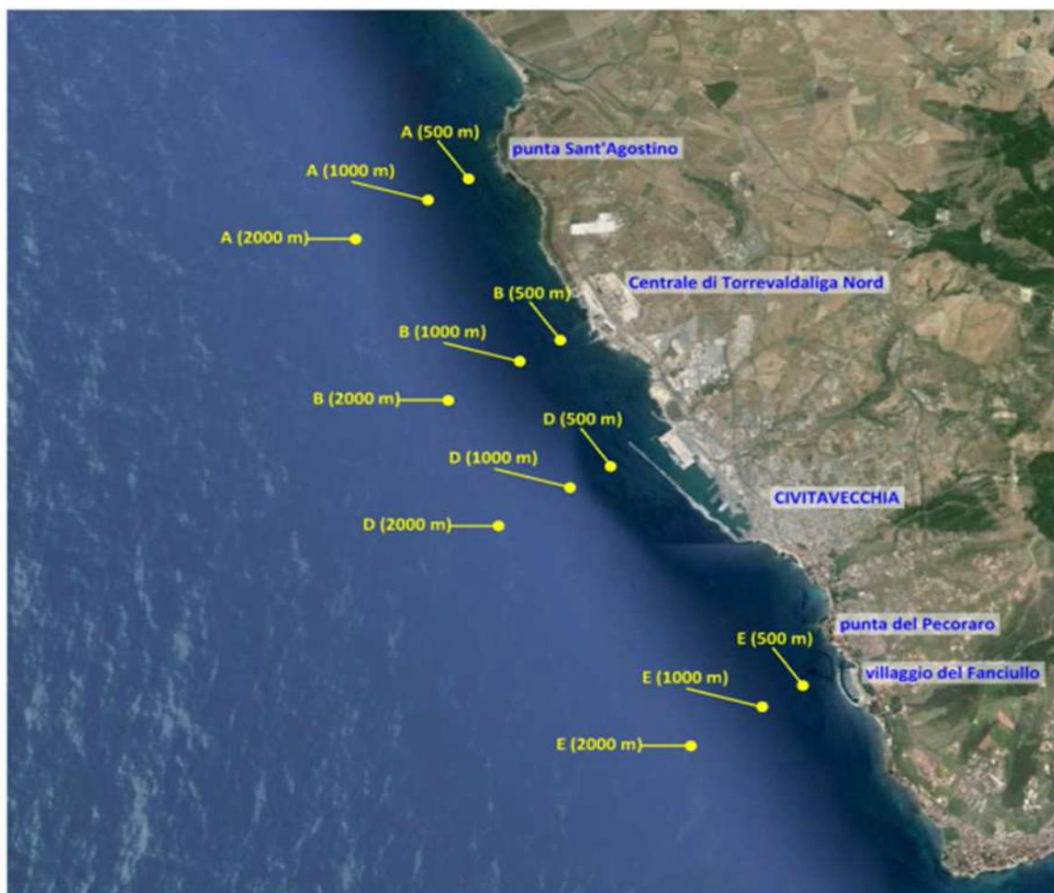 A (500 m)
punta Sant'Agostino
A (1000 m)
A (2000 m)
Centrale di Torrevaldaliga Nord
B (500 m)
B (1000 m)
B (2000 m)
D (500 m)
D (1000 m)
CIVITAVECCHIA
D (2000 m)
punta del Pecoraro
E (500 m)
villaggio del Fanciullo
E (1000 m)
E (2000 m)